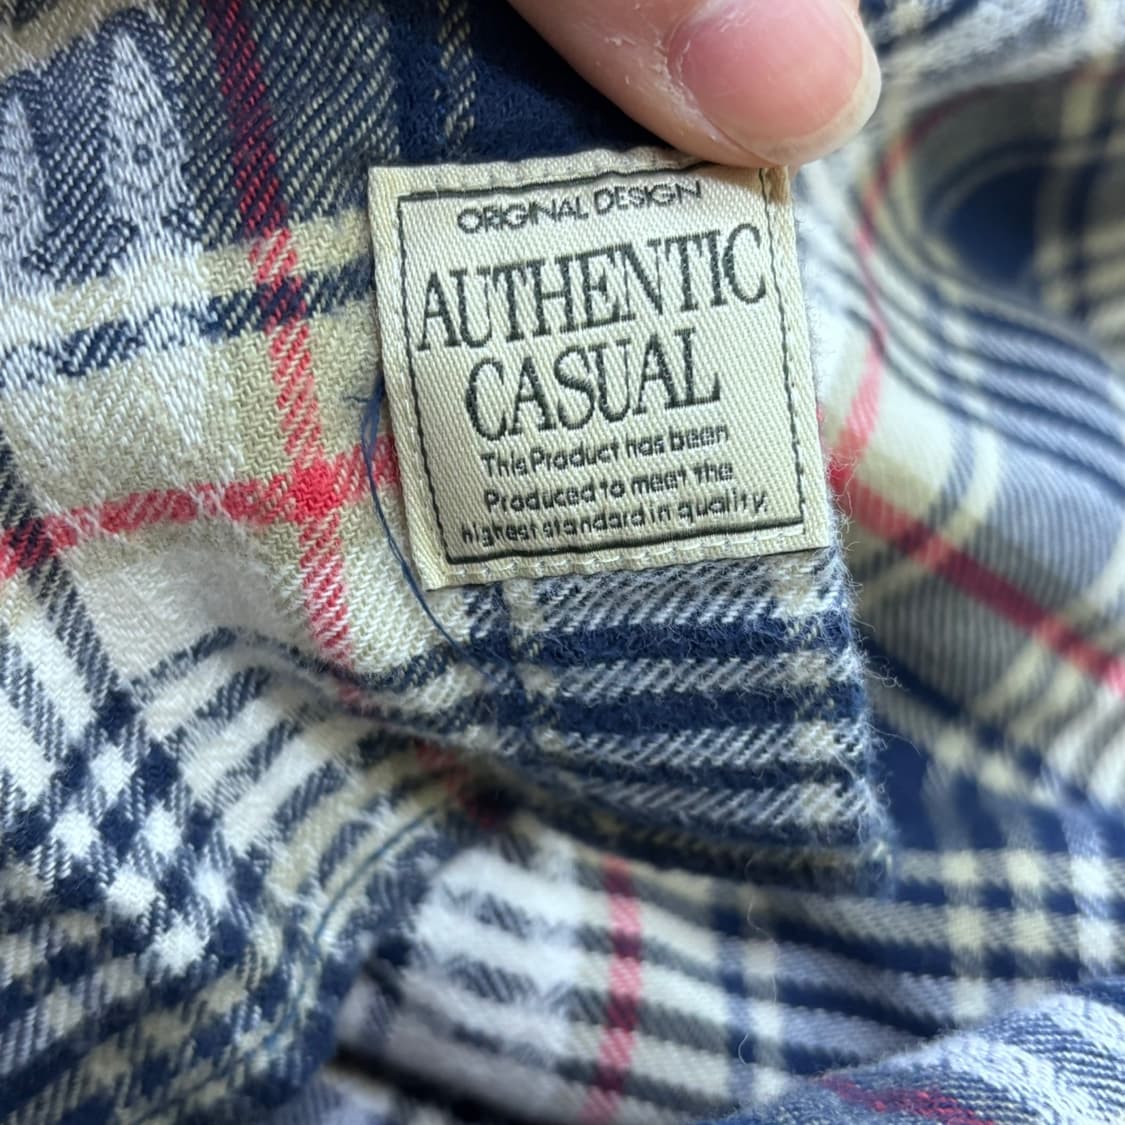 ORIGINAL DESIGN
AUTHENTIC
CASUAL
This Product has been
Produced to meet the
highest standard in quality.